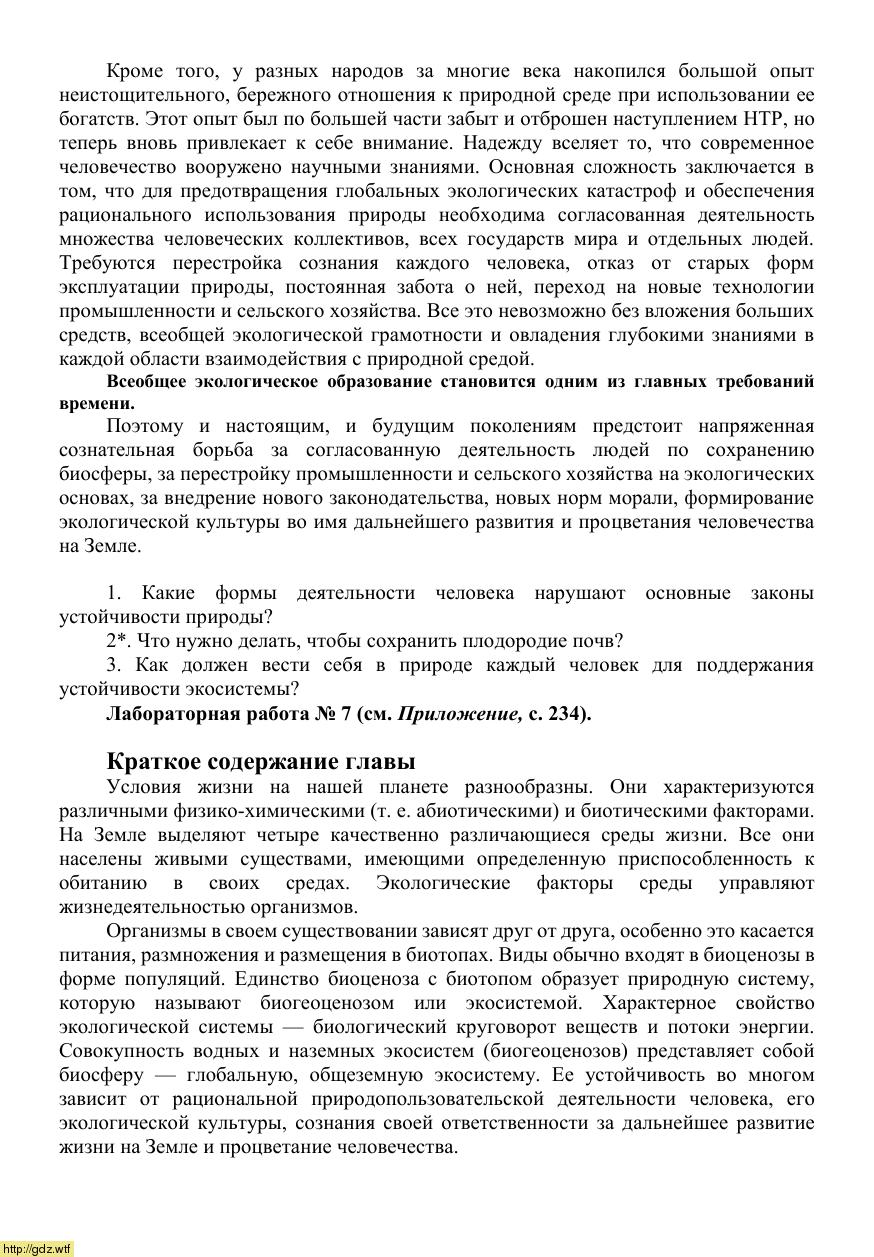 Кроме того, у разных народов за многие века накопился большой опыт
неистощительного, бережного отношения к природной среде при использовании ее
богатств. Этот опыт был по большей части забыт и отброшен наступлением НТР, но
теперь вновь привлекает к себе внимание. Надежду вселяет то, что современное
человечество вооружено научными знаниями. Основная сложность заключается в
том, что для предотвращения глобальных экологических катастроф и обеспечения
рационального использования природы необходима согласованная деятельность
множества человеческих коллективов, всех государств мира и отдельных людей.
Требуются перестройка сознания каждого человека, отказ от старых форм
эксплуатации природы, постоянная забота о ней, переход на новые технологии
промышленности и сельского хозяйства. Все это невозможно без вложения больших
средств, всеобщей экологической грамотности и овладения глубокими знаниями в
каждой области взаимодействия с природной средой.
Всеобщее экологическое образование становится одним из главных требований
времени.
Поэтому и настоящим, и будущим поколениям предстоит напряженная
сознательная борьба за согласованную деятельность людей по сохранению
биосферы, за перестройку промышленности и сельского хозяйства на экологических
основах, за внедрение нового законодательства, новых норм морали, формирование
экологической культуры во имя дальнейшего развития и процветания человечества
на Земле.
1. Какие формы деятельности человека нарушают основные законы
устойчивости природы?
2*. Что нужно делать, чтобы сохранить плодородие почв?
3. Как должен вести себя в природе каждый человек для поддержания
устойчивости экосистемы?
Лабораторная работа № 7 (см. Приложение, с. 234).
Краткое содержание главы
Условия жизни на нашей планете разнообразны. Они характеризуются
различными физико-химическими (т. е. абиотическими) и биотическими факторами.
На Земле выделяют четыре качественно различающиеся среды жизни. Все они
населены живыми существами, имеющими определенную приспособленность к
обитанию в своих средах. Экологические факторы среды управляют
жизнедеятельностью организмов.
Организмы в своем существовании зависят друг от друга, особенно это касается
питания, размножения и размещения в биотопах. Виды обычно входят в биоценозы в
форме популяций. Единство биоценоза с биотопом образует природную систему,
которую называют биогеоценозом или экосистемой. Характерное свойство
экологической системы — биологический круговорот веществ и потоки энергии.
Совокупность водных и наземных экосистем (биогеоценозов) представляет собой
биосферу — глобальную, общеземную экосистему. Ее устойчивость во многом
зависит от рациональной природопользовательской деятельности человека, его
экологической культуры, сознания своей ответственности за дальнейшее развитие
жизни на Земле и процветание человечества.
http://gdz.wtf